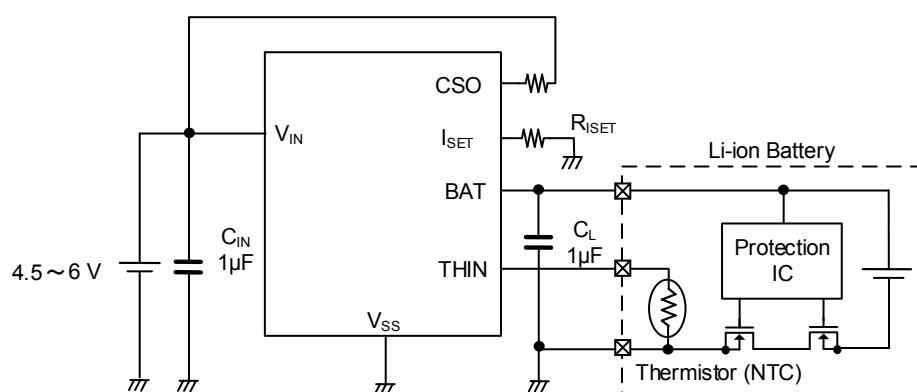 CSO
V_IN
I_SET
R_ISET
Li-ion Battery
BAT
C_IN
1μF
C_L
1μF
Protection
IC
4.5～6 V
THIN
V_SS
Thermistor (NTC)